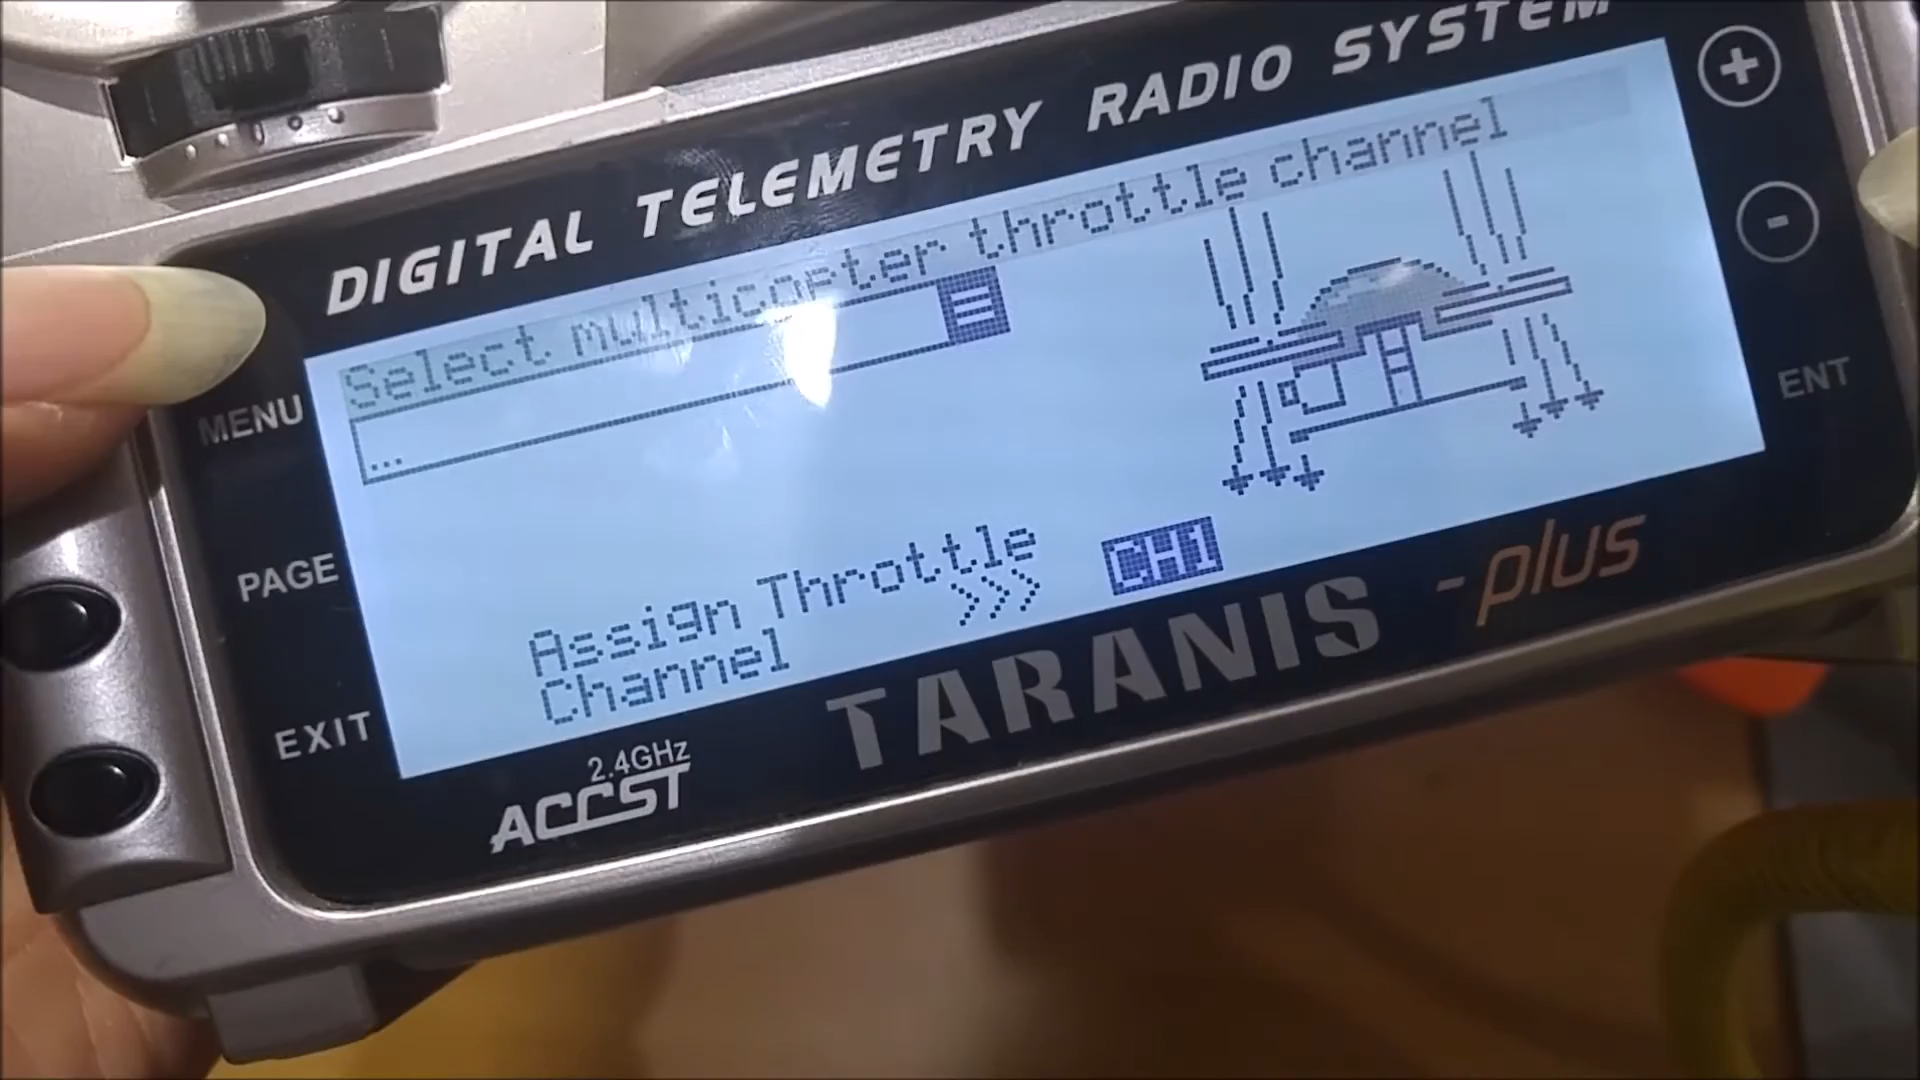 DIGITAL TELEMETRY RADIO SYSTEM
+
Select multicopter throttle channel
...
-
MENU
ENT
PAGE
Assign Throttle
Channel
>>>
CH1
EXIT
TARANIS -plus
2.4GHz
ACCST